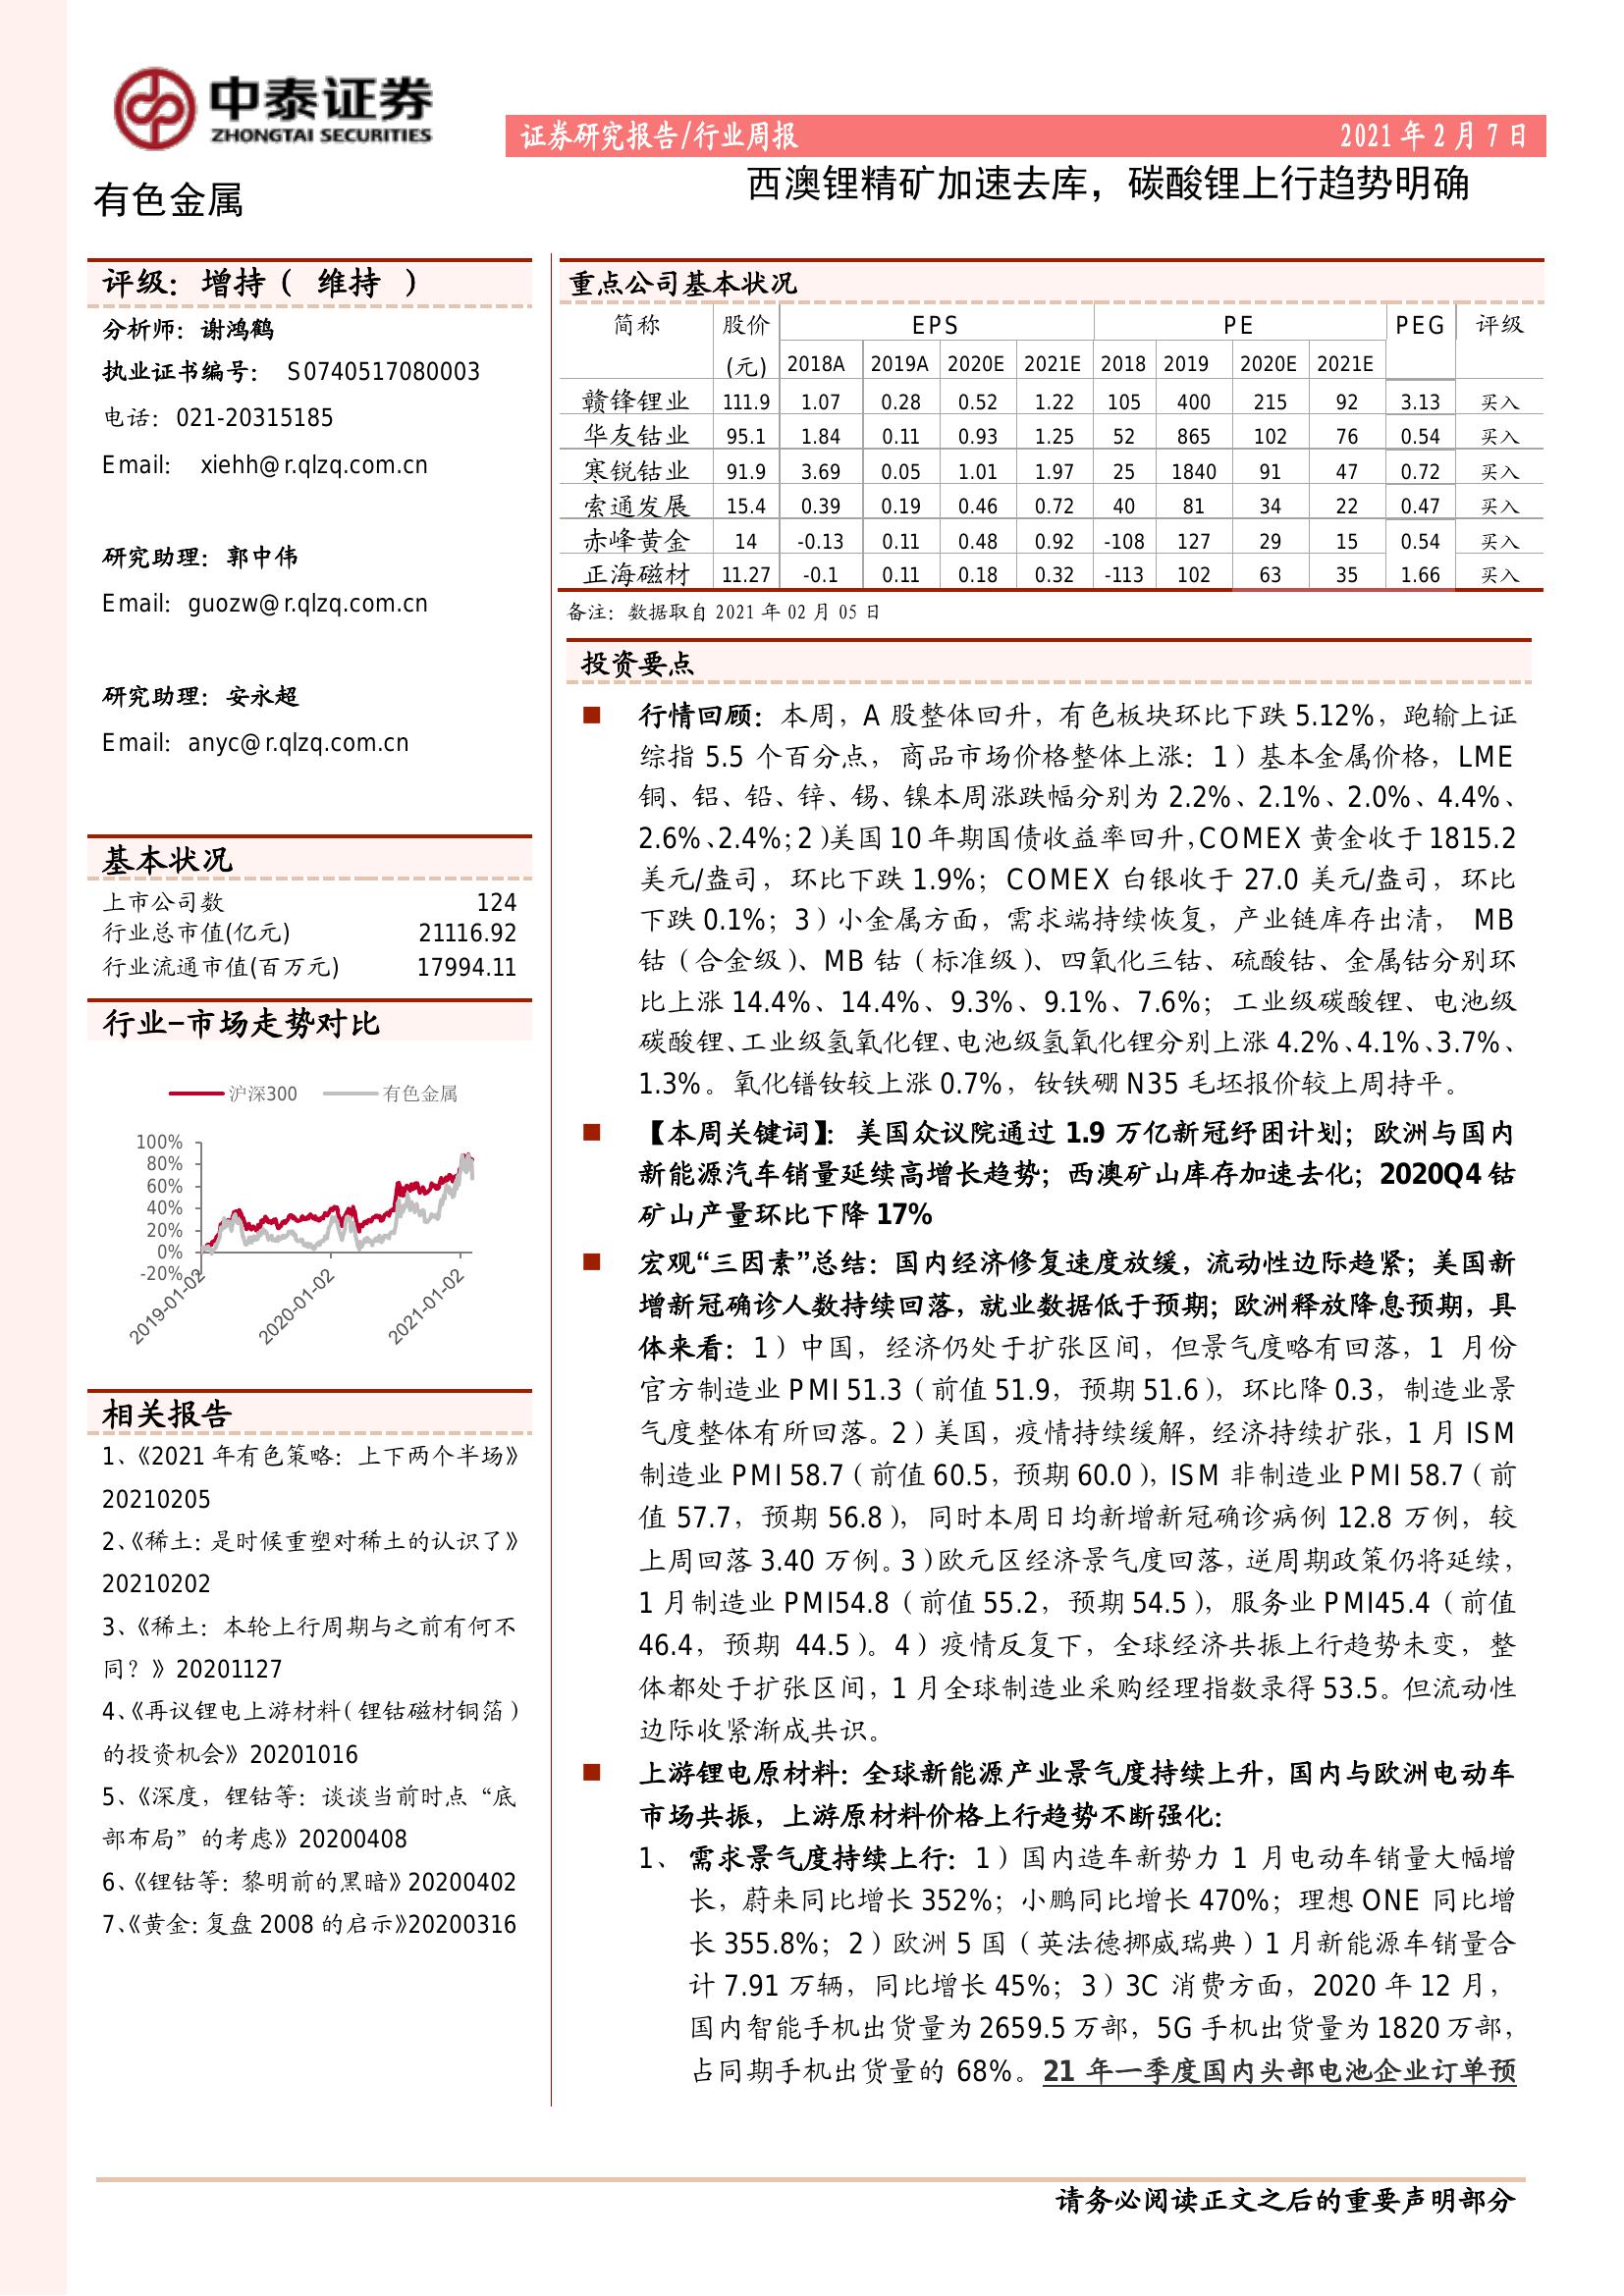 中泰证券
ZHONGTAI SECURITIES
证券研究报告/行业周报 2021 年 2 月 7 日
有色金属
西澳锂精矿加速去库，碳酸锂上行趋势明确
评级：增持（ 维持 ）
分析师：谢鸿鹤
执业证书编号： S0740517080003
电话：021-20315185
Email: xiehh@r.qlzq.com.cn
研究助理：郭中伟
Email: guozw@r.qlzq.com.cn
研究助理：安永超
Email: anyc@r.qlzq.com.cn
基本状况
上市公司数 124
行业总市值(亿元) 21116.92
行业流通市值(百万元) 17994.11
行业-市场走势对比
沪深300 有色金属
100%
80%
60%
40%
20%
0%
-20%
2019-01-02 2020-01-02 2021-01-02
相关报告
1、《2021 年有色策略：上下两个半场》
20210205
2、《稀土：是时候重塑对稀土的认识了》
20210202
3、《稀土：本轮上行周期与之前有何不
同？》20201127
4、《再议锂电上游材料（锂钴磁材铜箔）
的投资机会》20201016
5、《深度，锂钴等：谈谈当前时点“底
部布局”的考虑》20200408
6、《锂钴等：黎明前的黑暗》20200402
7、《黄金：复盘 2008 的启示》20200316
重点公司基本状况
简称 股价 EPS PE PEG 评级
(元) 2018A 2019A 2020E 2021E 2018 2019 2020E 2021E
赣锋锂业 111.9 1.07 0.28 0.52 1.22 105 400 215 92 3.13 买入
华友钴业 95.1 1.84 0.11 0.93 1.25 52 865 102 76 0.54 买入
寒锐钴业 91.9 3.69 0.05 1.01 1.97 25 1840 91 47 0.72 买入
索通发展 15.4 0.39 0.19 0.46 0.72 40 81 34 22 0.47 买入
赤峰黄金 14 -0.13 0.11 0.48 0.92 -108 127 29 15 0.54 买入
正海磁材 11.27 -0.1 0.11 0.18 0.32 -113 102 63 35 1.66 买入
备注：数据取自 2021 年 02 月 05 日
投资要点
■ 行情回顾：本周，A 股整体回升，有色板块环比下跌 5.12%，跑输上证
综指 5.5 个百分点，商品市场价格整体上涨：1）基本金属价格，LME
铜、铝、铅、锌、锡、镍本周涨跌幅分别为 2.2%、2.1%、2.0%、4.4%、
2.6%、2.4%；2）美国 10 年期国债收益率回升，COMEX 黄金收于 1815.2
美元/盎司，环比下跌 1.9%；COMEX 白银收于 27.0 美元/盎司，环比
下跌 0.1%；3）小金属方面，需求端持续恢复，产业链库存出清， MB
钴（合金级）、MB 钴（标准级）、四氧化三钴、硫酸钴、金属钴分别环
比上涨 14.4%、14.4%、9.3%、9.1%、7.6%；工业级碳酸锂、电池级
碳酸锂、工业级氢氧化锂、电池级氢氧化锂分别上涨 4.2%、4.1%、3.7%、
1.3%。氧化镨钕较上涨 0.7%，钕铁硼 N35 毛坯报价较上周持平。
■ 【本周关键词】：美国众议院通过 1.9 万亿新冠纾困计划；欧洲与国内
新能源汽车销量延续高增长趋势；西澳矿山库存加速去化；2020Q4 钴
矿山产量环比下降 17%
■ 宏观“三因素”总结：国内经济修复速度放缓，流动性边际趋紧；美国新
增新冠确诊人数持续回落，就业数据低于预期；欧洲释放降息预期，具
体来看：1）中国，经济仍处于扩张区间，但景气度略有回落，1 月份
官方制造业 PMI 51.3（前值 51.9，预期 51.6），环比降 0.3，制造业景
气度整体有所回落。2）美国，疫情持续缓解，经济持续扩张，1 月 ISM
制造业 PMI 58.7（前值 60.5，预期 60.0），ISM 非制造业 PMI 58.7（前
值 57.7，预期 56.8），同时本周日均新增新冠确诊病例 12.8 万例，较
上周回落 3.40 万例。3）欧元区经济景气度回落，逆周期政策仍将延续，
1 月制造业 PMI54.8（前值 55.2，预期 54.5），服务业 PMI45.4（前值
46.4，预期 44.5）。4）疫情反复下，全球经济共振上行趋势未变，整
体都处于扩张区间，1 月全球制造业采购经理指数录得 53.5。但流动性
边际收紧渐成共识。
■ 上游锂电原材料：全球新能源产业景气度持续上升，国内与欧洲电动车
市场共振，上游原材料价格上行趋势不断强化：
1、 需求景气度持续上行：1）国内造车新势力 1 月电动车销量大幅增
长，蔚来同比增长 352%；小鹏同比增长 470%；理想 ONE 同比增
长 355.8%；2）欧洲 5 国（英法德挪威瑞典）1 月新能源车销量合
计 7.91 万辆，同比增长 45%；3）3C 消费方面，2020 年 12 月，
国内智能手机出货量为 2659.5 万部，5G 手机出货量为 1820 万部，
占同期手机出货量的 68%。21 年一季度国内头部电池企业订单预
请务必阅读正文之后的重要声明部分